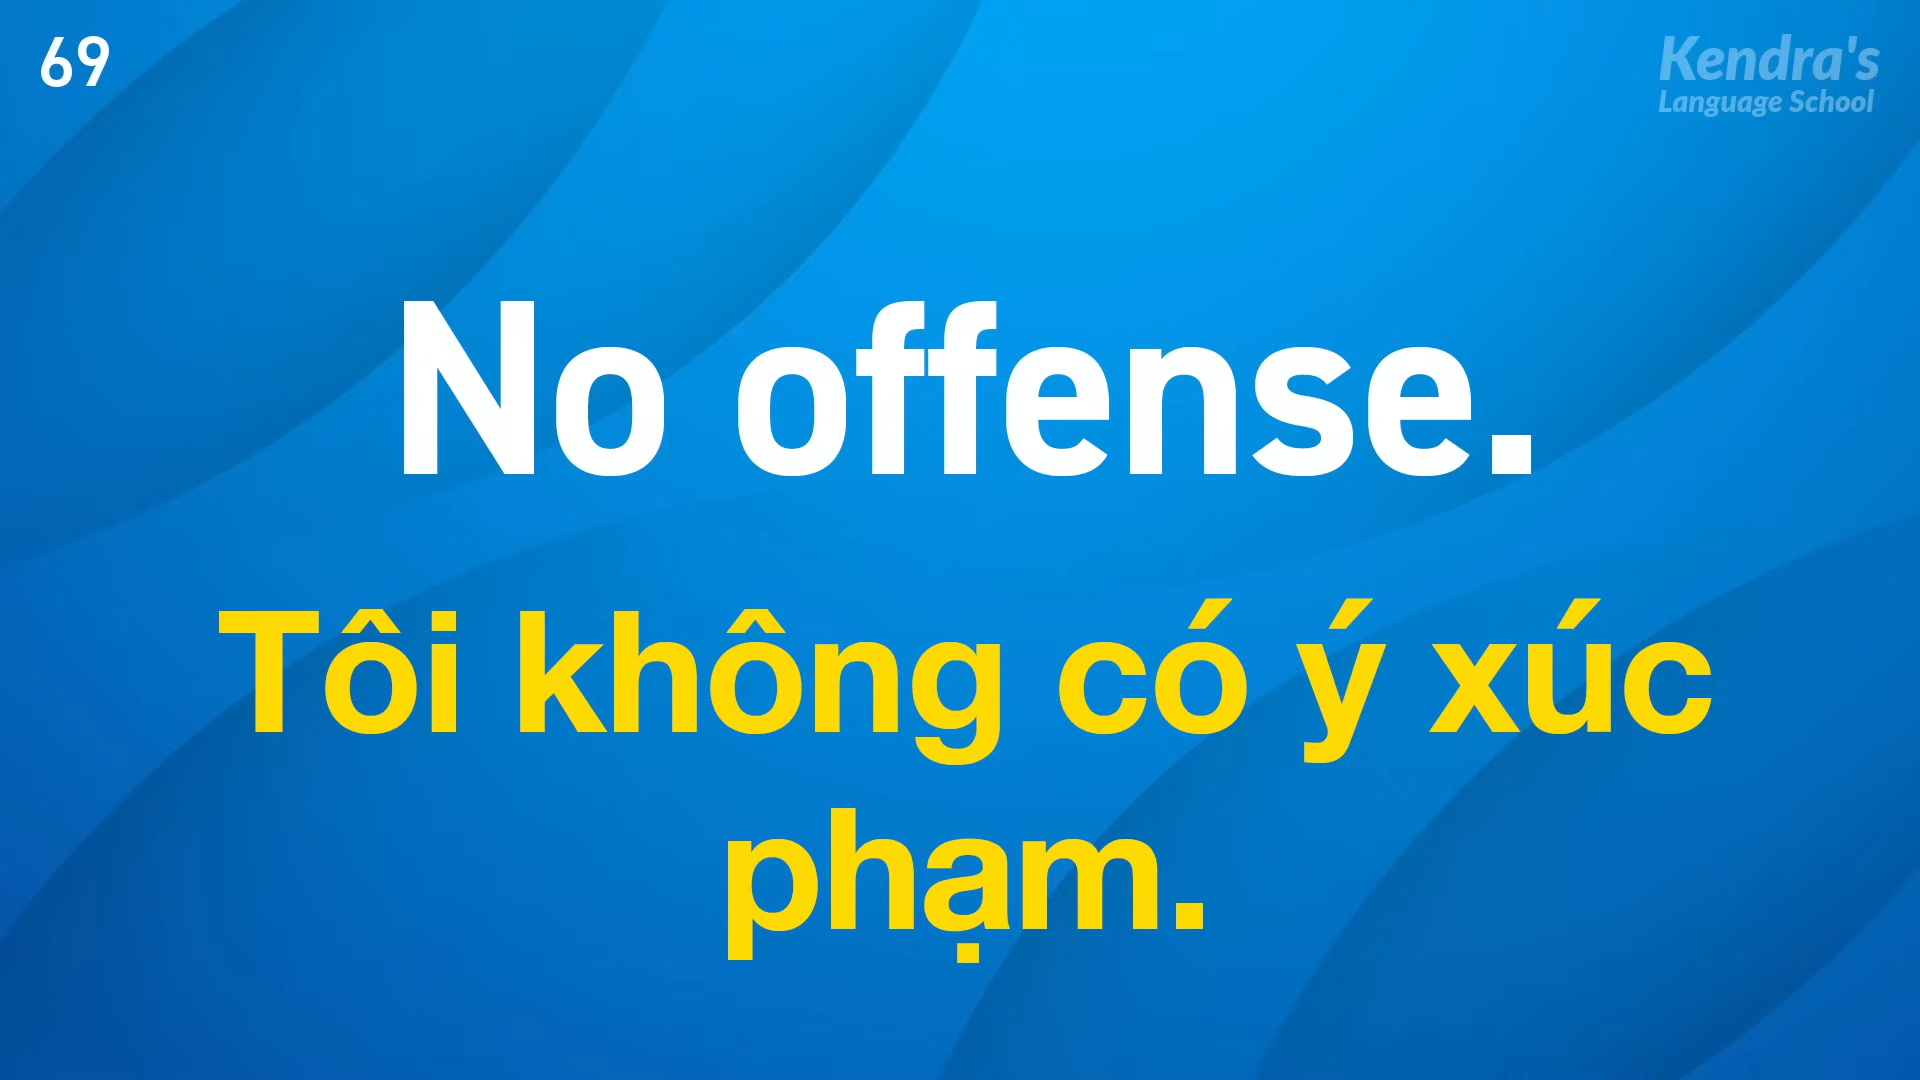 69
Kendra's
Language School
No offense.
Tôi không có ý xúc
phạm.